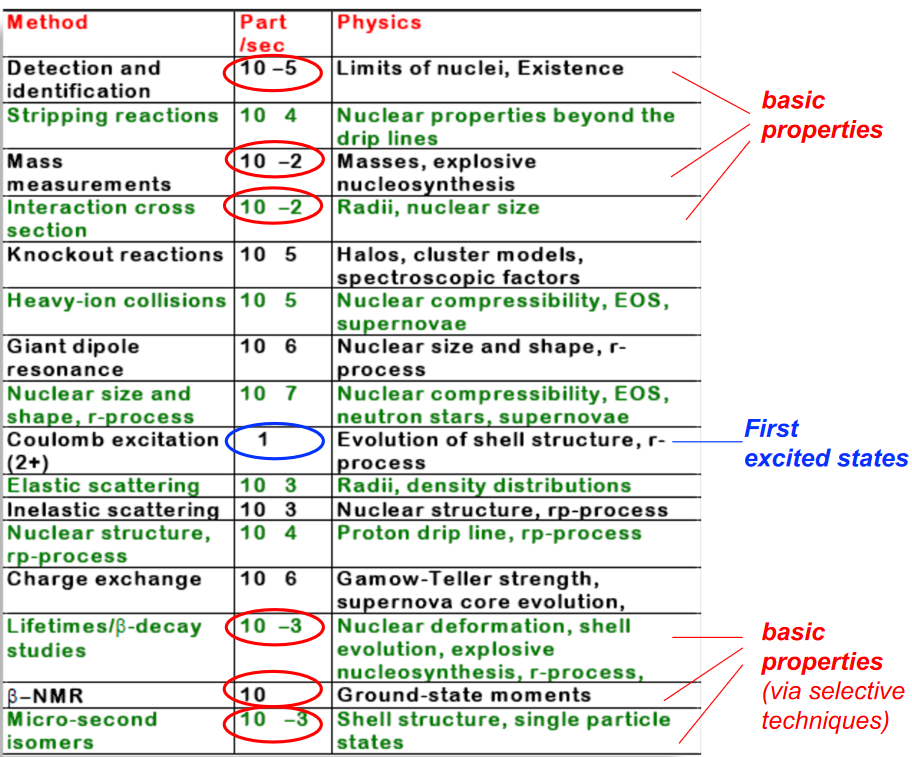 Method Part Physics
/sec
Detection and 10 –5 Limits of nuclei, Existence
identification
Stripping reactions 10 4 Nuclear properties beyond the
drip lines
Mass 10 –2 Masses, explosive
measurements nucleosynthesis
Interaction cross 10 –2 Radii, nuclear size
section
Knockout reactions 10 5 Halos, cluster models,
spectroscopic factors
Heavy-ion collisions 10 5 Nuclear compressibility, EOS,
supernovae
Giant dipole 10 6 Nuclear size and shape, r-
resonance process
Nuclear size and 10 7 Nuclear compressibility, EOS,
shape, r-process neutron stars, supernovae
Coulomb excitation 1 Evolution of shell structure, r-
(2+) process
Elastic scattering 10 3 Radii, density distributions
Inelastic scattering 10 3 Nuclear structure, rp-process
Nuclear structure, 10 4 Proton drip line, rp-process
rp-process
Charge exchange 10 6 Gamow-Teller strength,
supernova core evolution,
Lifetimes/β-decay 10 –3 Nuclear deformation, shell
studies evolution, explosive
nucleosynthesis, r-process,
β–NMR 10 Ground-state moments
Micro-second 10 –3 Shell structure, single particle
isomers states
basic
properties
First
excited states
basic
properties
(via selective
techniques)